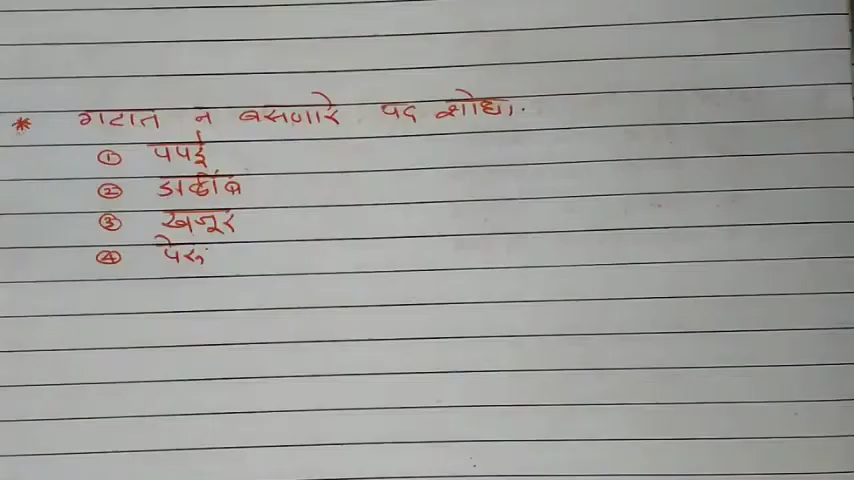 * गटात न बसणारे पद शोधा.
① पपई
② डाळींब
③ खजूर
④ पेरू